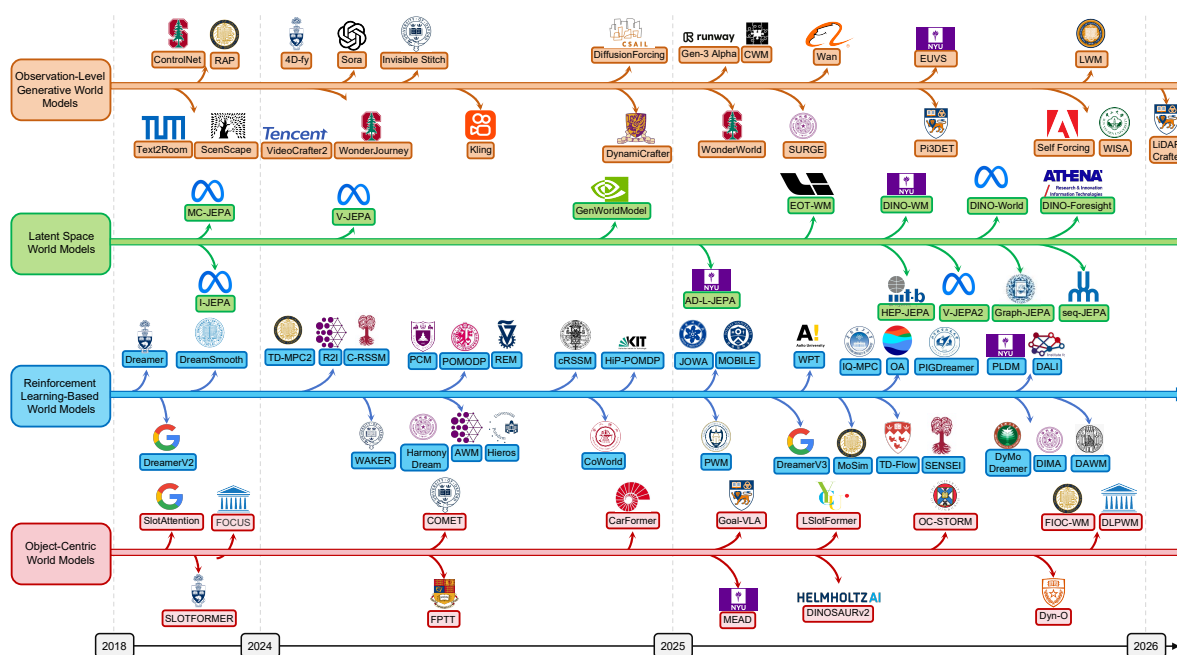 Observation-Level
Generative World
Models
ControlNet
RAP
4D-fy
Sora
Invisible Stitch
CSAIL
DiffusionForcing
runway
Gen-3 Alpha
CWM
Wan
NYU
EUVS
LWM
TUM
Text2Room
ScenScape
Tencent
VideoCrafter2
WonderJourney
Kling
DynamiCrafter
WonderWorld
SURGE
Pi3DET
Self Forcing
WISA
LiDAR
Crafte
Latent Space
World Models
MC-JEPA
V-JEPA
GenWorldModel
EOT-WM
NYU
DINO-WM
DINO-World
ATHENA
Research & Innovation
Information Technologies
DINO-Foresight
I-JEPA
NYU
AD-L-JEPA
HEP-JEPA
V-JEPA2
Graph-JEPA
seq-JEPA
Reinforcement
Learning-Based
World Models
Dreamer
DreamSmooth
TD-MPC2
R2I
C-RSSM
PCM
POMODP
REM
cRSSM
KIT
HiP-POMDP
JOWA
MOBILE
A!
Aalto University
WPT
IQ-MPC
OA
PIGDreamer
NYU
PLDM
DALI
DreamerV2
WAKER
Harmony
Dream
AWM
Hieros
CoWorld
PWM
DreamerV3
MoSim
TD-Flow
SENSEI
DyMo
Dreamer
DIMA
DAWM
Object-Centric
World Models
SlotAttention
FOCUS
COMET
CarFormer
Goal-VLA
LSlotFormer
OC-STORM
FIOC-WM
DLPWM
SLOTFORMER
FPTT
NYU
MEAD
HELMHOLTZAI
DINOSAURv2
Dyn-O
2018
2024
2025
2026